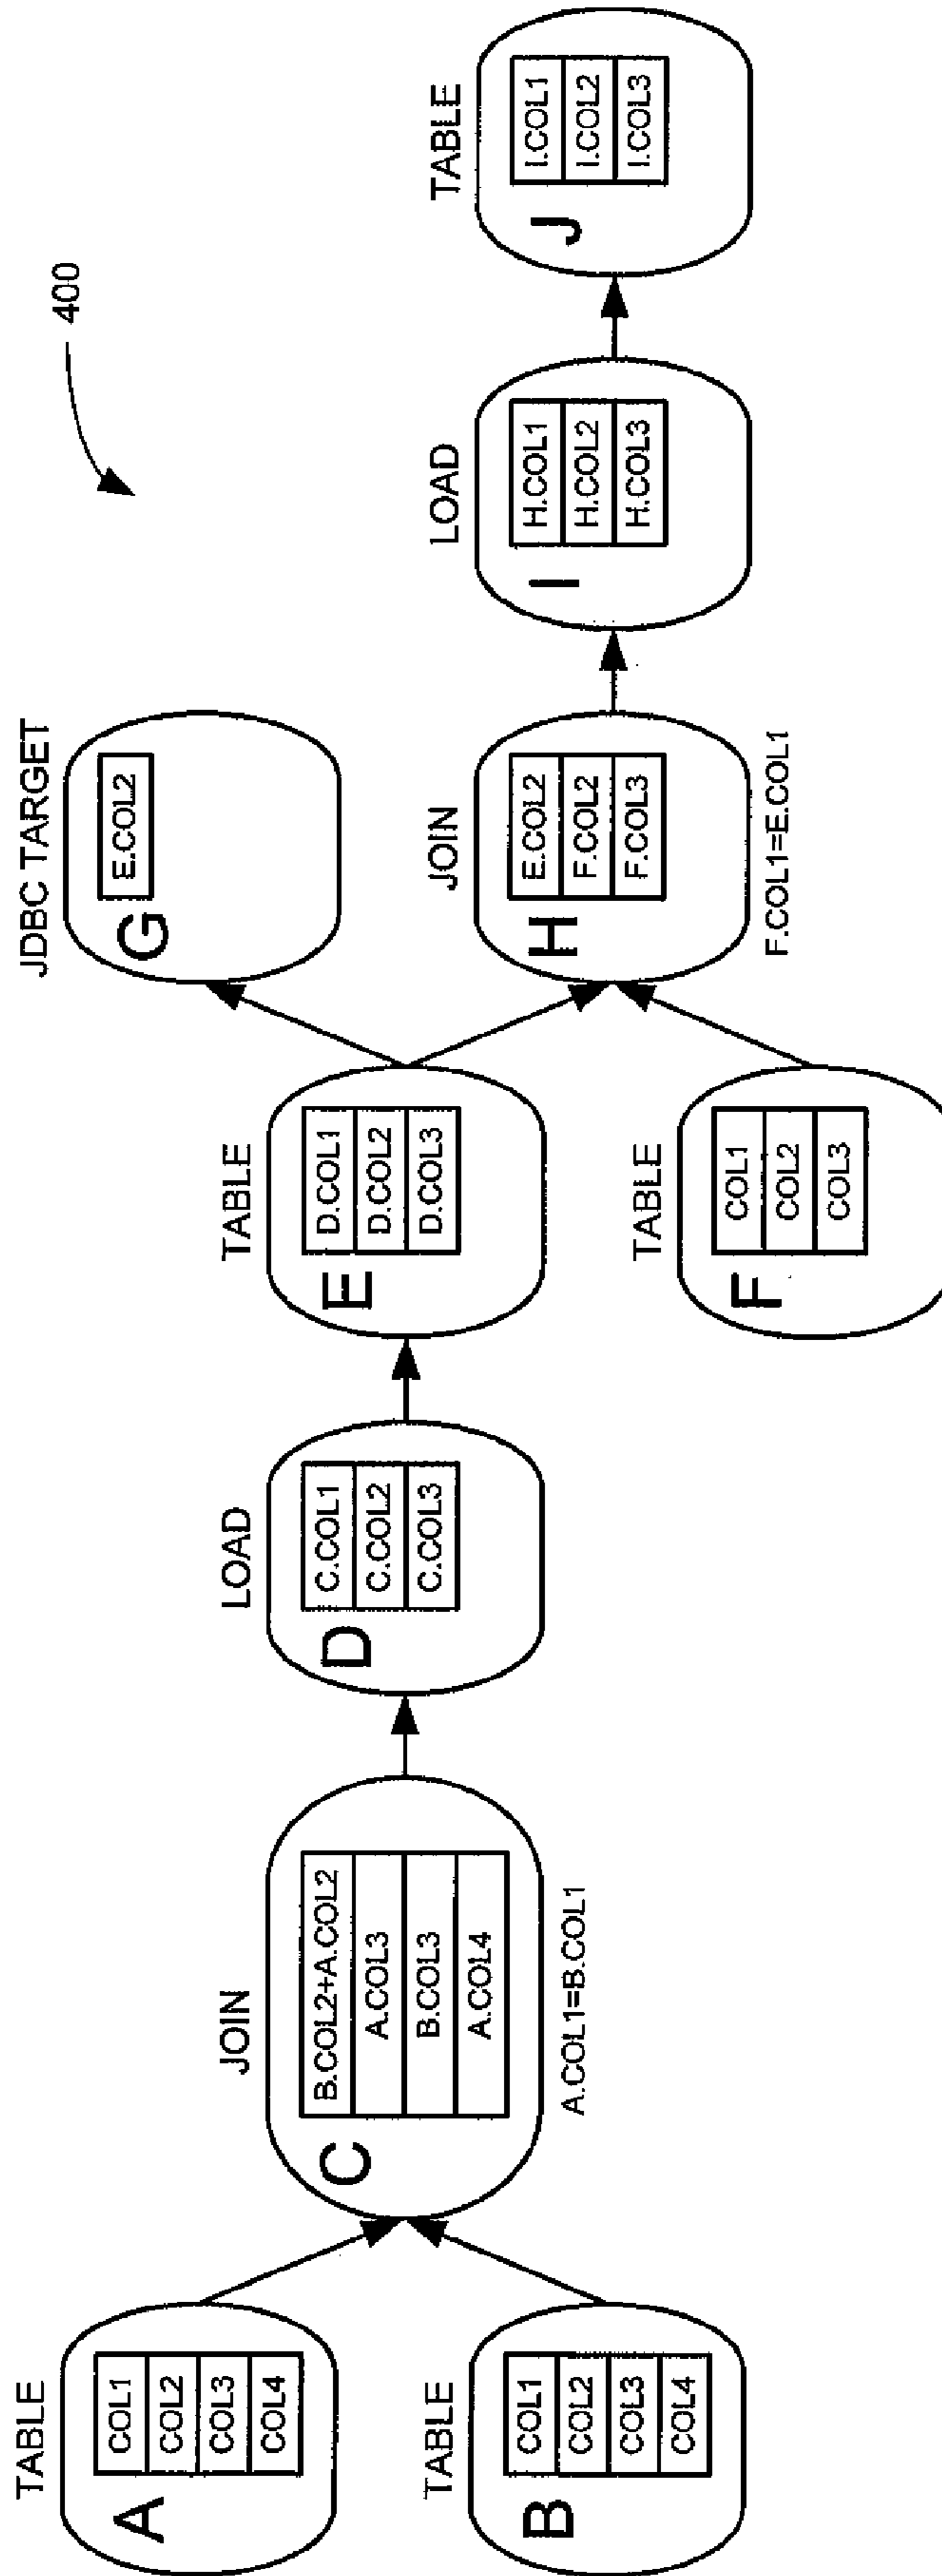 400
TABLE
A
COL1
COL2
COL3
COL4
TABLE
B
COL1
COL2
COL3
COL4
JOIN
C
B.COL2+A.COL2
A.COL3
B.COL3
A.COL4
A.COL1=B.COL1
LOAD
D
C.COL1
C.COL2
C.COL3
TABLE
E
D.COL1
D.COL2
D.COL3
TABLE
F
COL1
COL2
COL3
JDBC TARGET
G
E.COL2
JOIN
H
E.COL2
F.COL2
F.COL3
F.COL1=E.COL1
LOAD
I
H.COL1
H.COL2
H.COL3
TABLE
J
I.COL1
I.COL2
I.COL3